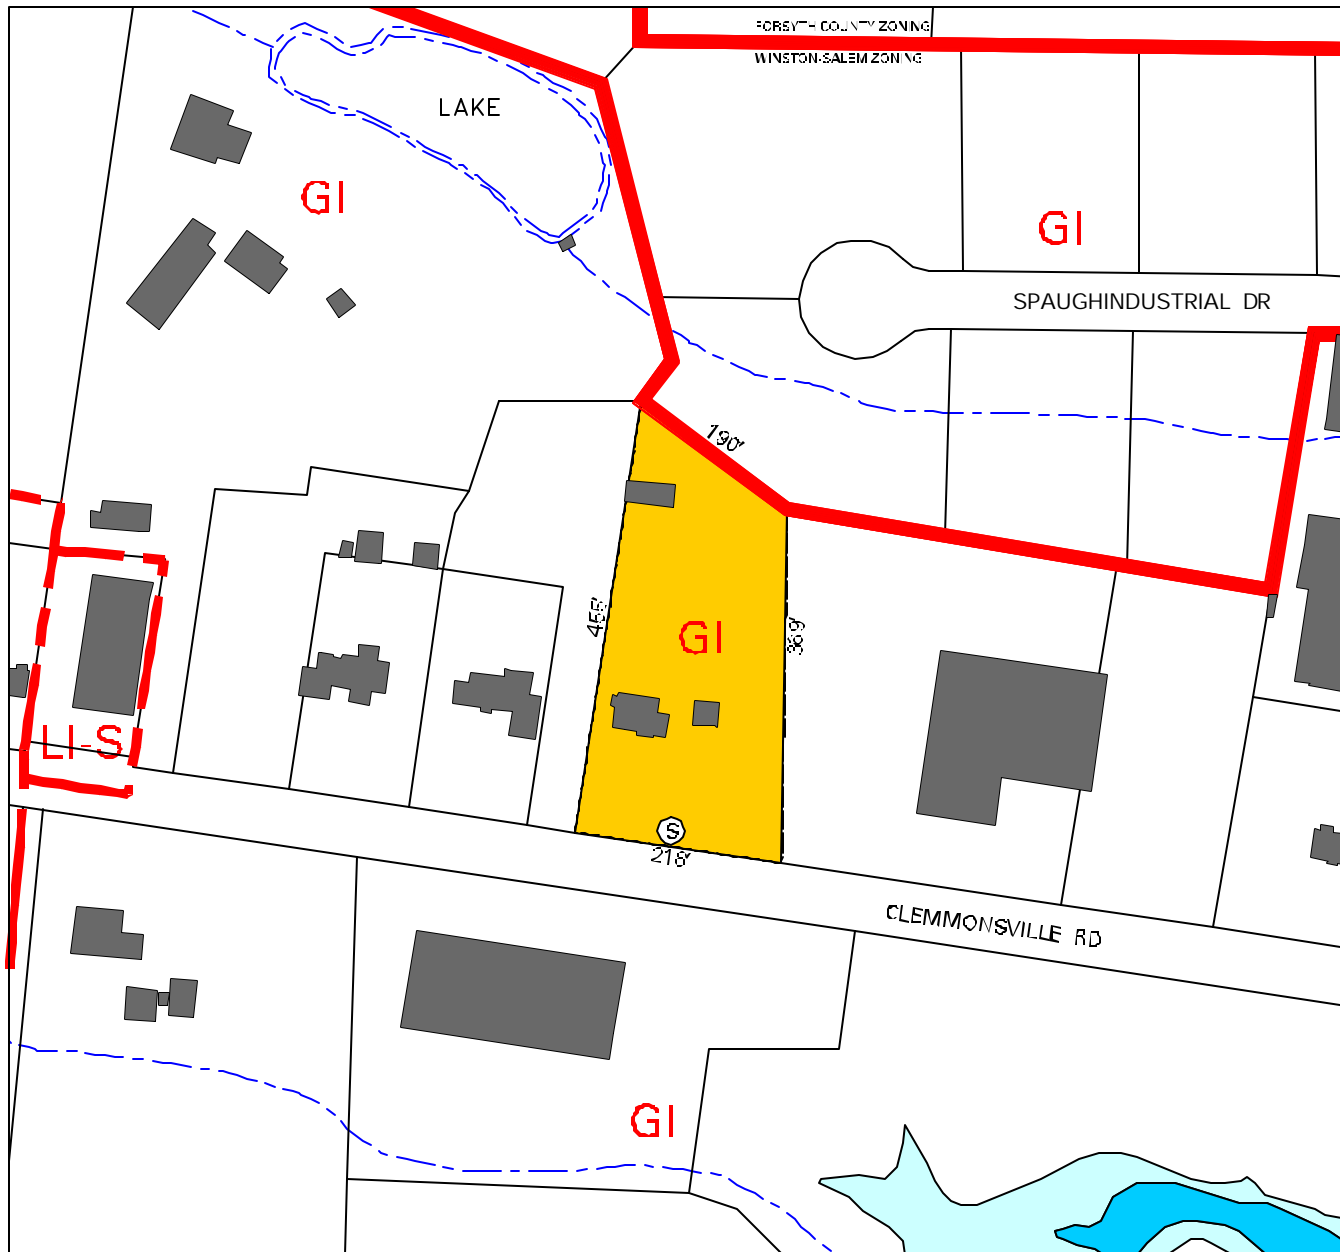 FORSYTH COUNTY ZONING
WINSTON-SALEM ZONING
LAKE
GI
GI
SPAUGHINDUSTRIAL DR
190'
455'
GI
369'
LI-S
S
218'
CLEMMONSVILLE RD
GI